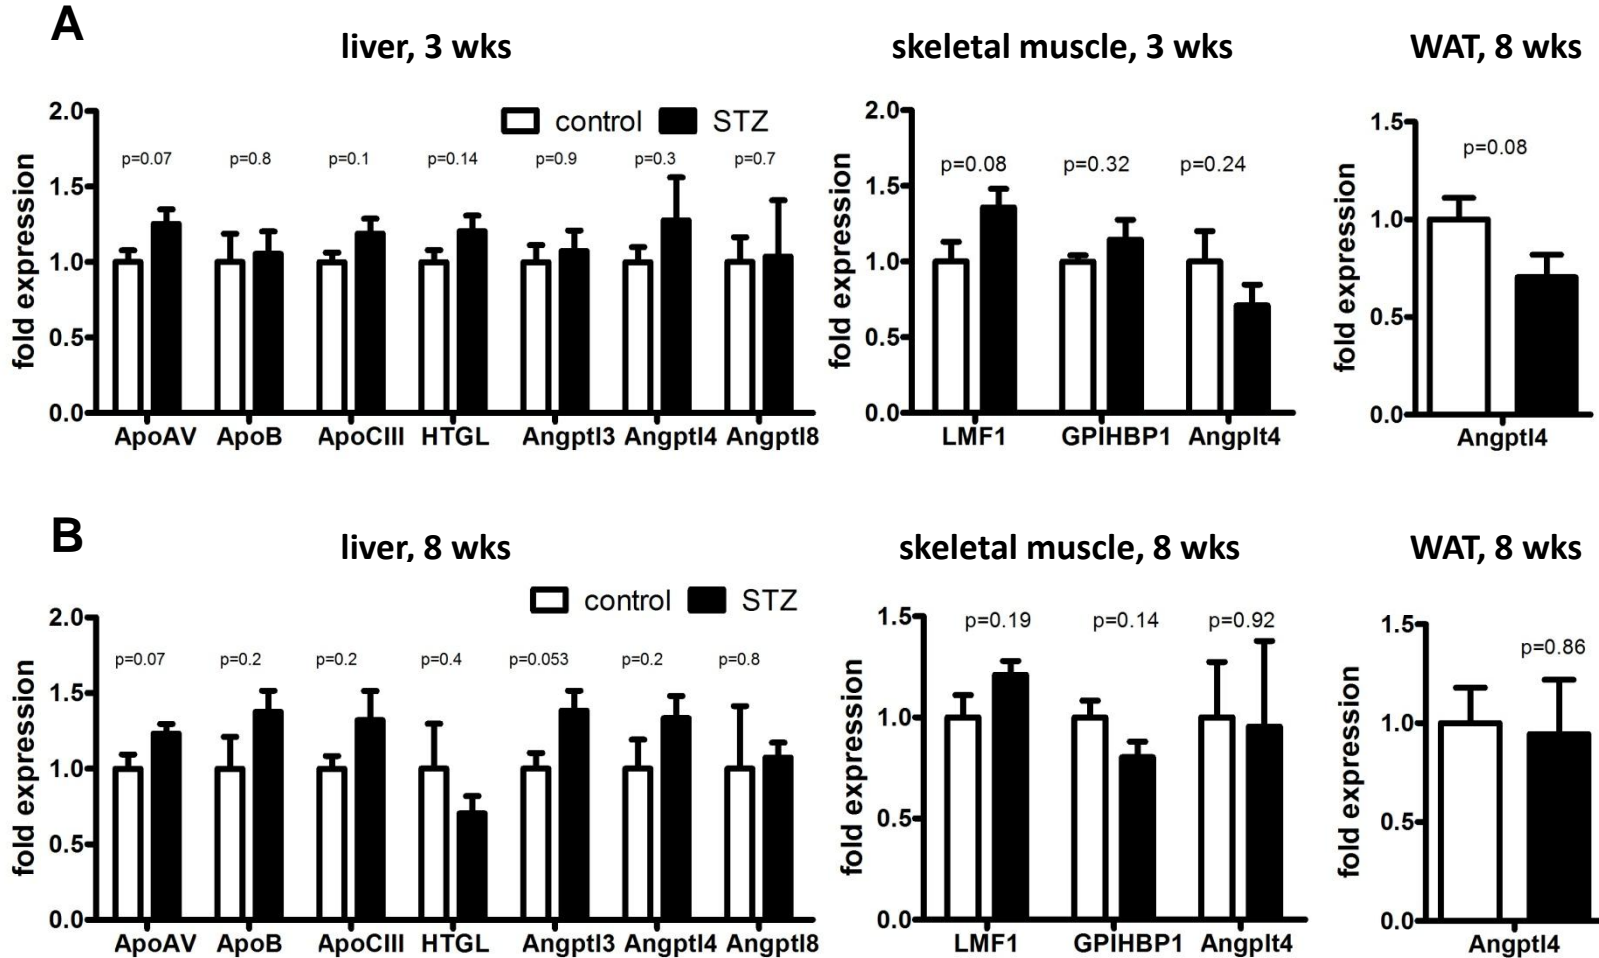 A
liver, 3 wks
skeletal muscle, 3 wks
WAT, 8 wks
fold expression
2.0
1.5
1.0
0.5
0.0
control
STZ
p=0.07
p=0.8
p=0.1
p=0.14
p=0.9
p=0.3
p=0.7
ApoAV
ApoB
ApoCIII
HTGL
Angptl3
Angptl4
Angptl8
fold expression
2.0
1.5
1.0
0.5
0.0
p=0.08
p=0.32
p=0.24
LMF1
GPIHBP1
Angplt4
fold expression
1.5
1.0
0.5
0.0
p=0.08
Angptl4
B
liver, 8 wks
skeletal muscle, 8 wks
WAT, 8 wks
fold expression
2.0
1.5
1.0
0.5
0.0
control
STZ
p=0.07
p=0.2
p=0.2
p=0.4
p=0.053
p=0.2
p=0.8
ApoAV
ApoB
ApoCIII
HTGL
Angptl3
Angptl4
Angptl8
fold expression
1.5
1.0
0.5
0.0
p=0.19
p=0.14
p=0.92
LMF1
GPIHBP1
Angplt4
fold expression
1.5
1.0
0.5
0.0
p=0.86
Angptl4